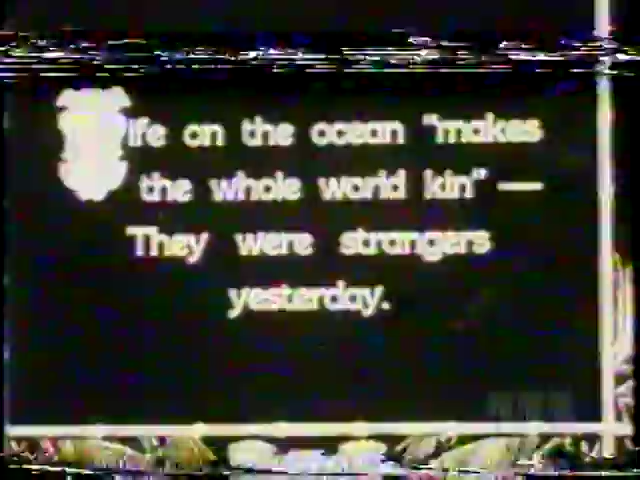 ife on the ocean "makes
the whole world kin" —
They were strangers
yesterday.